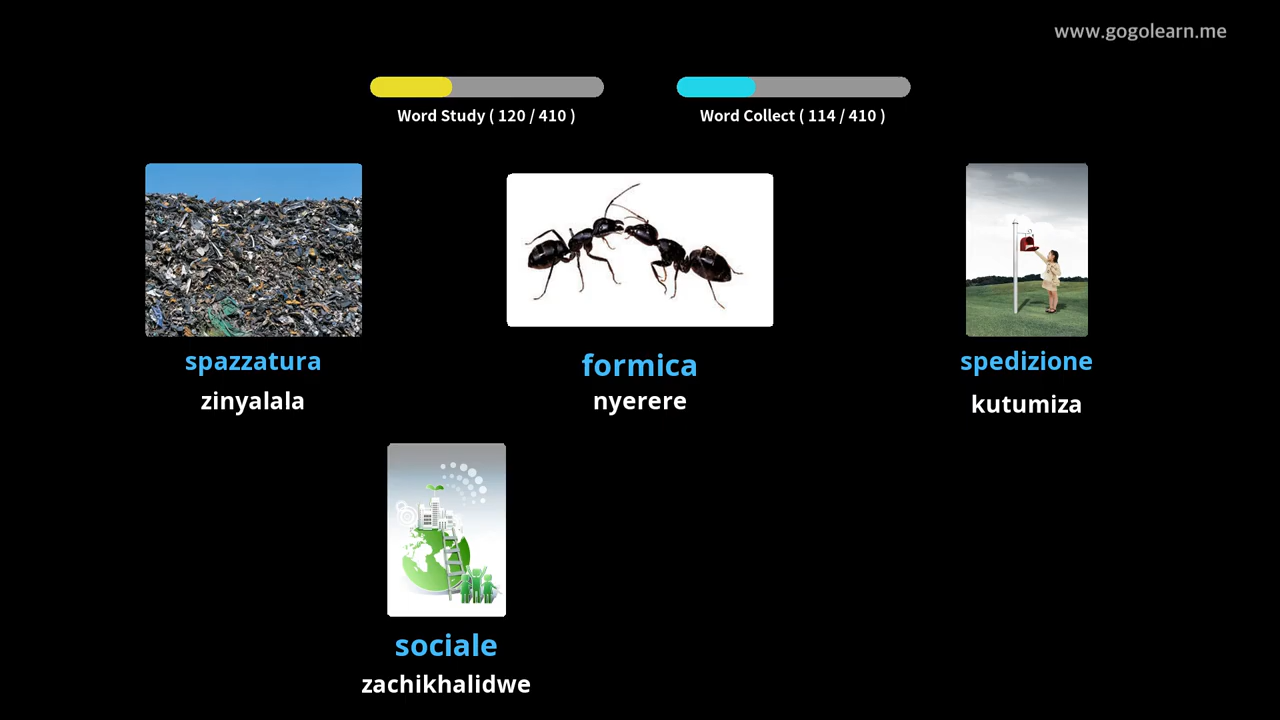 www.gogolearn.me
Word Study ( 120 / 410 )
Word Collect ( 114 / 410 )
spazzatura
zinyalala
formica
nyerere
spedizione
kutumiza
sociale
zachikhalidwe